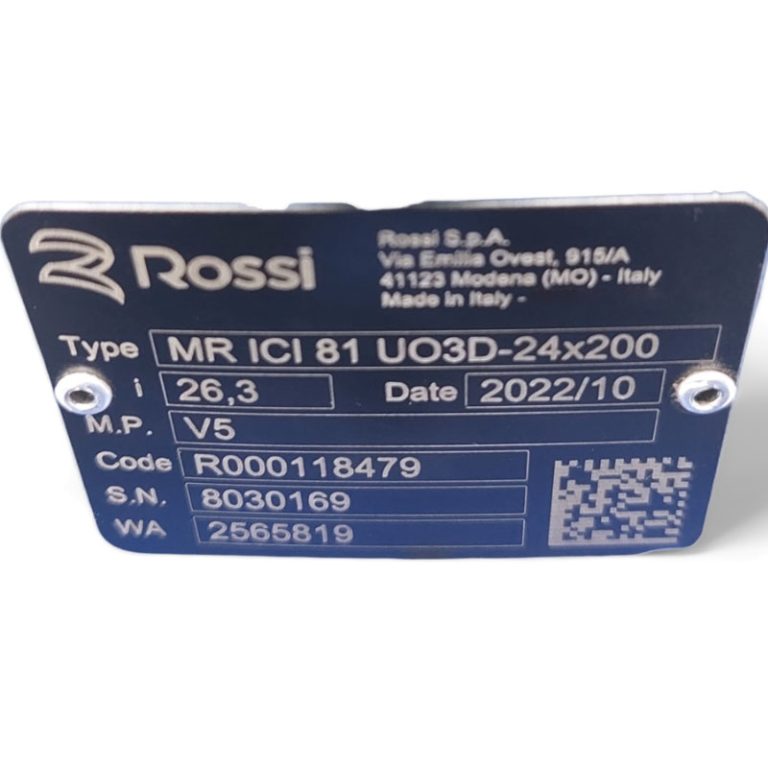 Rossi
Rossi S.p.A.
Via Emilia Ovest, 915/A
41123 Modena (MO) - Italy
Made in Italy -
Type MR ICI 81 UO3D-24x200
i 26,3 Date 2022/10
M.P. V5
Code R000118479
S.N. 8030169
WA 2565819